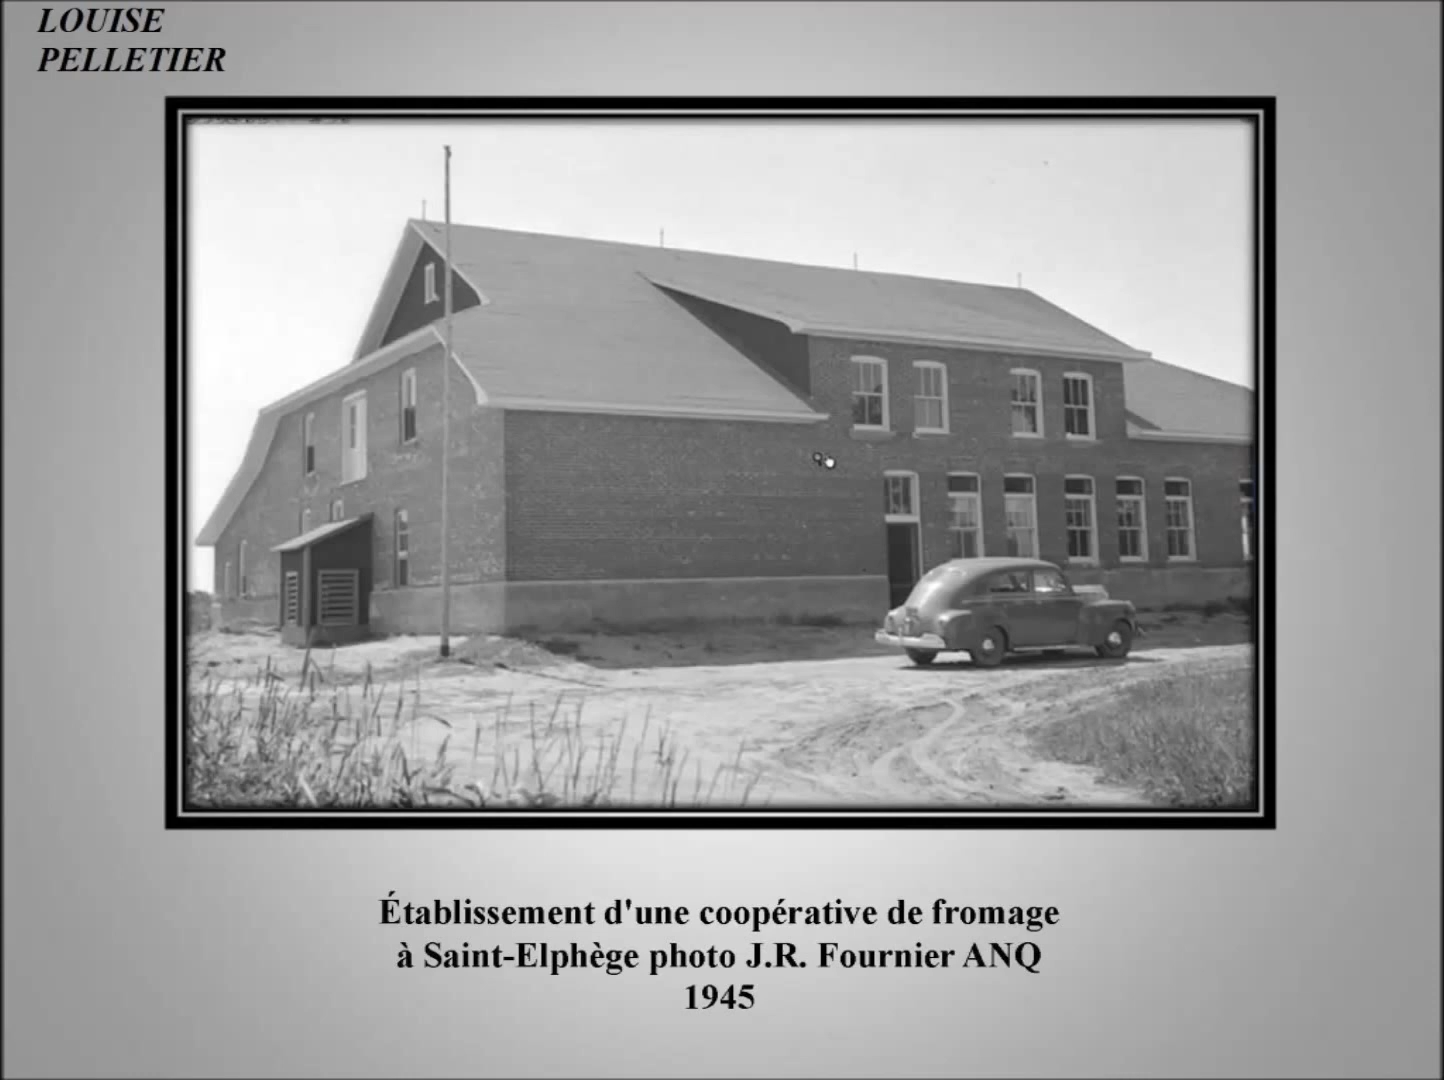 LOUISE
PELLETIER
Établissement d'une coopérative de fromage
à Saint-Elphège photo J.R. Fournier ANQ
1945